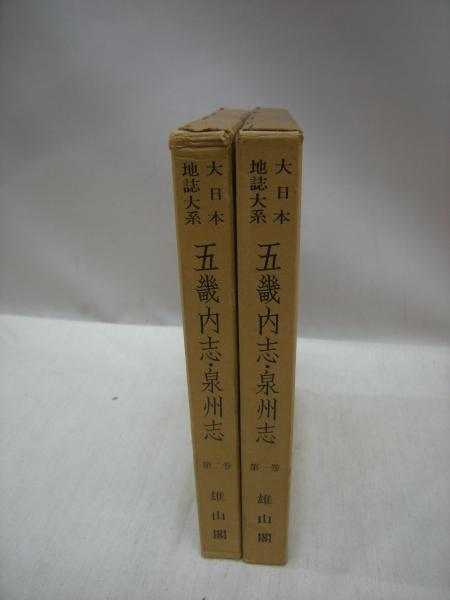 大日本
地誌大系
五畿内志・泉州志
第一巻
雄山閣
大日本
地誌大系
五畿内志・泉州志
第二巻
雄山閣